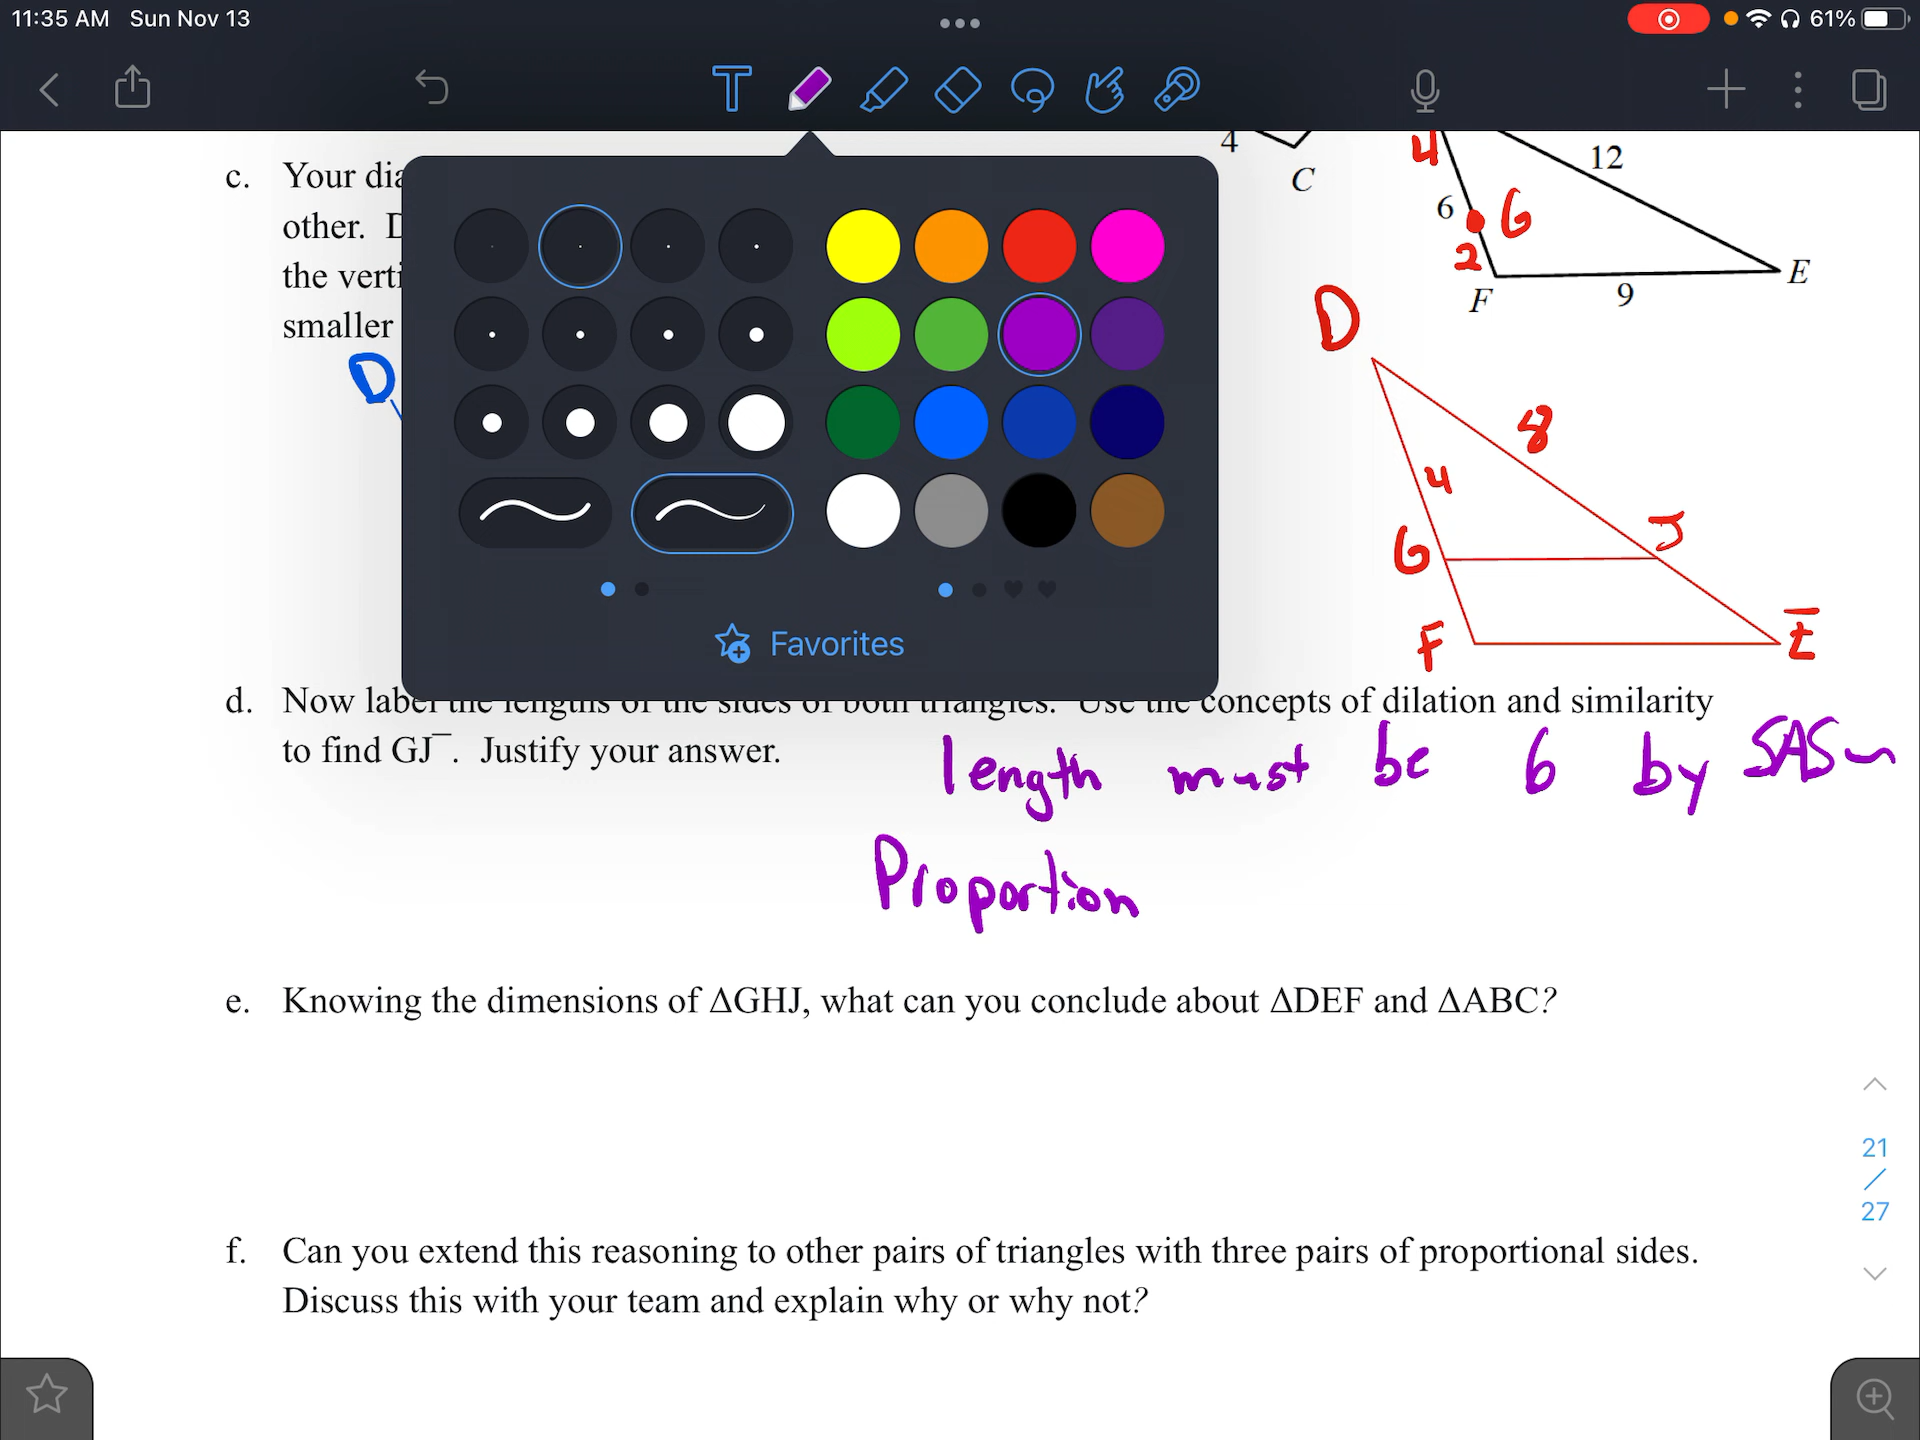 11:35 AM Sun Nov 13
61%
T
4
C
4
12
6
G
2
F
9
E
c. Your dia
other. D
the verti
smaller
D
D
8
4
G
J
F
E
Favorites
d. Now label the lengths of the sides of both triangles. Use the concepts of dilation and similarity
to find GJ¯. Justify your answer.
length must be 6 by SAS~
Proportion
e. Knowing the dimensions of ΔGHJ, what can you conclude about ΔDEF and ΔABC?
21
/
27
f. Can you extend this reasoning to other pairs of triangles with three pairs of proportional sides.
Discuss this with your team and explain why or why not?